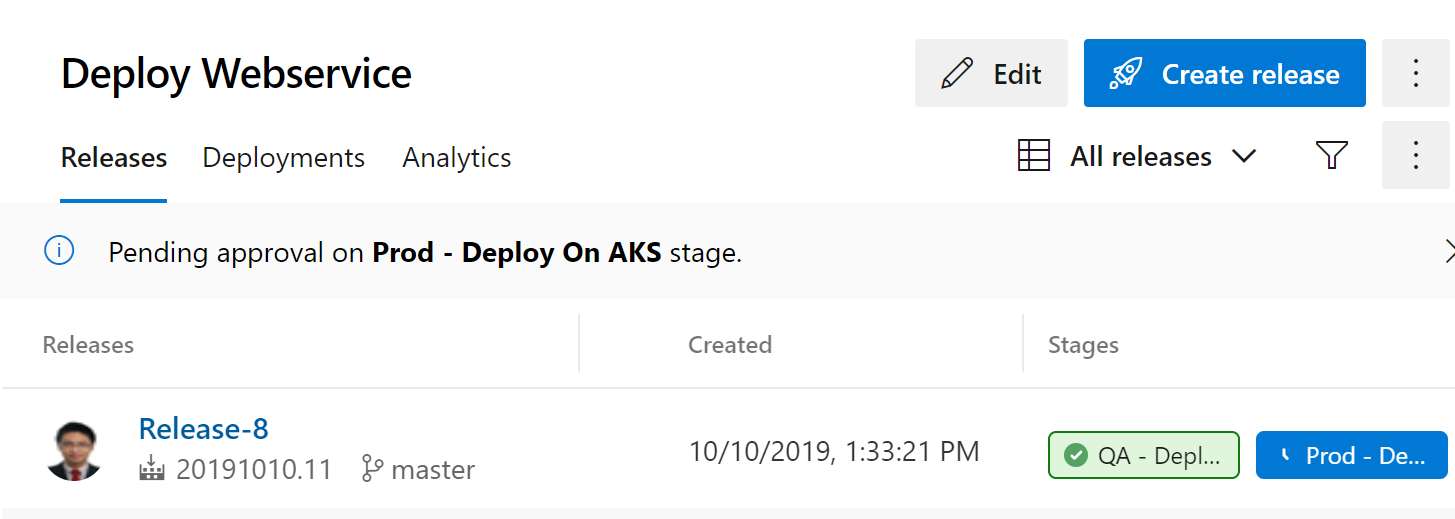 Deploy Webservice
Edit
Create release
Releases
Deployments
Analytics
All releases
Pending approval on Prod - Deploy On AKS stage.
Releases
Created
Stages
Release-8
20191010.11
master
10/10/2019, 1:33:21 PM
QA - Depl...
Prod - De...